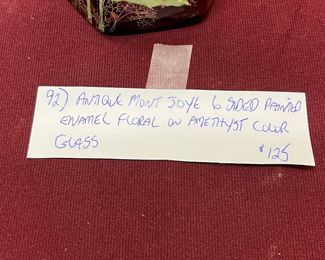 92) ANTIQUE MONT JOYE 6 SIDED PAINTED
ENAMEL FLORAL ON AMETHYST COLOR
GLASS $125